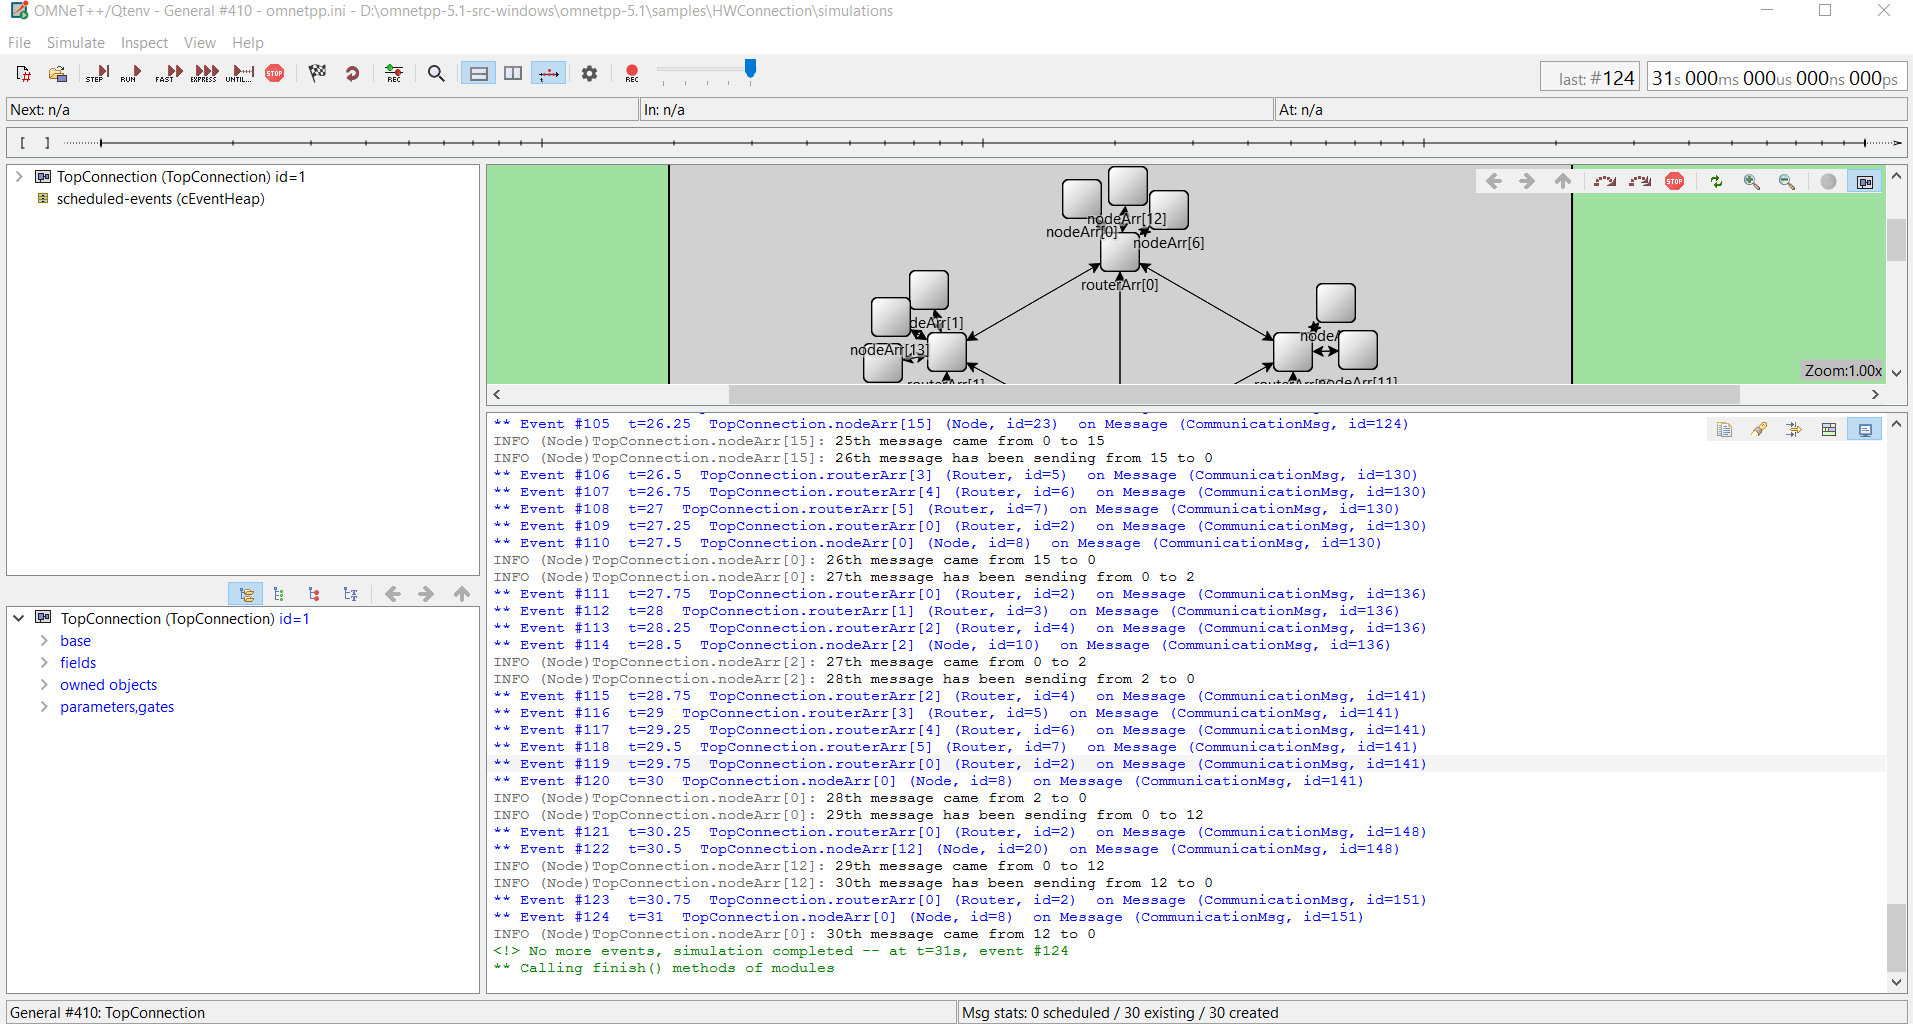 OMNeT++/Qtenv - General #410 - omnetpp.ini - D:\omnetpp-5.1-src-windows\omnetpp-5.1\samples\HWConnection\simulations
File Simulate Inspect View Help
STEP RUN FAST EXPRESS UNTIL... STOP REC REC
last: #124 31s 000ms 000us 000ns 000ps
Next: n/a In: n/a At: n/a
[ ]
TopConnection (TopConnection) id=1
scheduled-events (cEventHeap)
TopConnection (TopConnection) id=1
base
fields
owned objects
parameters,gates
STOP
nodeArr[12]
nodeArr[0]
nodeArr[6]
routerArr[0]
deArr[1]
nodeArr[13]
nodeA
routerArr[1]
nodeArr[11]
Zoom:1.00x
** Event #105 t=26.25 TopConnection.nodeArr[15] (Node, id=23) on Message (CommunicationMsg, id=124)
INFO (Node)TopConnection.nodeArr[15]: 25th message came from 0 to 15
INFO (Node)TopConnection.nodeArr[15]: 26th message has been sending from 15 to 0
** Event #106 t=26.5 TopConnection.routerArr[3] (Router, id=5) on Message (CommunicationMsg, id=130)
** Event #107 t=26.75 TopConnection.routerArr[4] (Router, id=6) on Message (CommunicationMsg, id=130)
** Event #108 t=27 TopConnection.routerArr[5] (Router, id=7) on Message (CommunicationMsg, id=130)
** Event #109 t=27.25 TopConnection.routerArr[0] (Router, id=2) on Message (CommunicationMsg, id=130)
** Event #110 t=27.5 TopConnection.nodeArr[0] (Node, id=8) on Message (CommunicationMsg, id=130)
INFO (Node)TopConnection.nodeArr[0]: 26th message came from 15 to 0
INFO (Node)TopConnection.nodeArr[0]: 27th message has been sending from 0 to 2
** Event #111 t=27.75 TopConnection.routerArr[0] (Router, id=2) on Message (CommunicationMsg, id=136)
** Event #112 t=28 TopConnection.routerArr[1] (Router, id=3) on Message (CommunicationMsg, id=136)
** Event #113 t=28.25 TopConnection.routerArr[2] (Router, id=4) on Message (CommunicationMsg, id=136)
** Event #114 t=28.5 TopConnection.nodeArr[2] (Node, id=10) on Message (CommunicationMsg, id=136)
INFO (Node)TopConnection.nodeArr[2]: 27th message came from 0 to 2
INFO (Node)TopConnection.nodeArr[2]: 28th message has been sending from 2 to 0
** Event #115 t=28.75 TopConnection.routerArr[2] (Router, id=4) on Message (CommunicationMsg, id=141)
** Event #116 t=29 TopConnection.routerArr[3] (Router, id=5) on Message (CommunicationMsg, id=141)
** Event #117 t=29.25 TopConnection.routerArr[4] (Router, id=6) on Message (CommunicationMsg, id=141)
** Event #118 t=29.5 TopConnection.routerArr[5] (Router, id=7) on Message (CommunicationMsg, id=141)
** Event #119 t=29.75 TopConnection.routerArr[0] (Router, id=2) on Message (CommunicationMsg, id=141)
** Event #120 t=30 TopConnection.nodeArr[0] (Node, id=8) on Message (CommunicationMsg, id=141)
INFO (Node)TopConnection.nodeArr[0]: 28th message came from 2 to 0
INFO (Node)TopConnection.nodeArr[0]: 29th message has been sending from 0 to 12
** Event #121 t=30.25 TopConnection.routerArr[0] (Router, id=2) on Message (CommunicationMsg, id=148)
** Event #122 t=30.5 TopConnection.nodeArr[12] (Node, id=20) on Message (CommunicationMsg, id=148)
INFO (Node)TopConnection.nodeArr[12]: 29th message came from 0 to 12
INFO (Node)TopConnection.nodeArr[12]: 30th message has been sending from 12 to 0
** Event #123 t=30.75 TopConnection.routerArr[0] (Router, id=2) on Message (CommunicationMsg, id=151)
** Event #124 t=31 TopConnection.nodeArr[0] (Node, id=8) on Message (CommunicationMsg, id=151)
INFO (Node)TopConnection.nodeArr[0]: 30th message came from 12 to 0
<!> No more events, simulation completed -- at t=31s, event #124
** Calling finish() methods of modules
General #410: TopConnection
Msg stats: 0 scheduled / 30 existing / 30 created